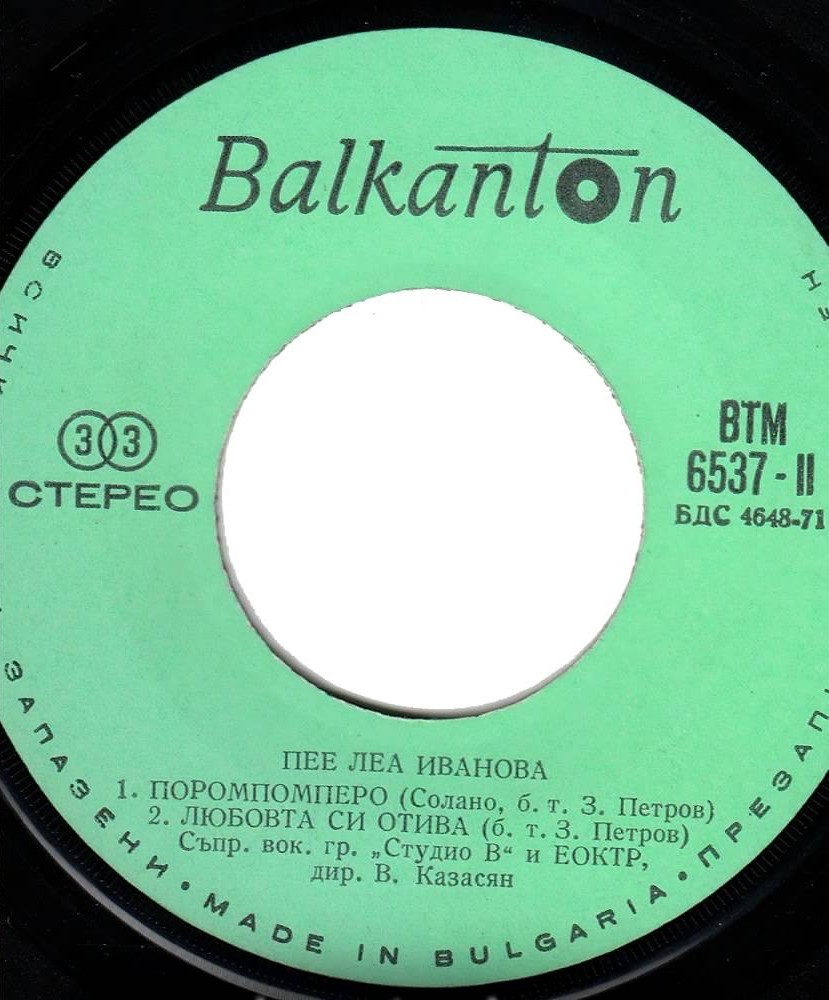 Balkanton
33
СТЕРЕО
ВТМ
6537-II
БДС 4648-71
ПЕЕ ЛЕА ИВАНОВА
1. ПОРОМПОМПЕРО (Солано, б. т. З. Петров)
2. ЛЮБОВТА СИ ОТИВА (б. т. З. Петров)
Съпр. вок. гр. „Студио В“ и ЕОКТР,
дир. В. Казасян
ЗАПАЗЕНИ • MADE IN BULGARIA •